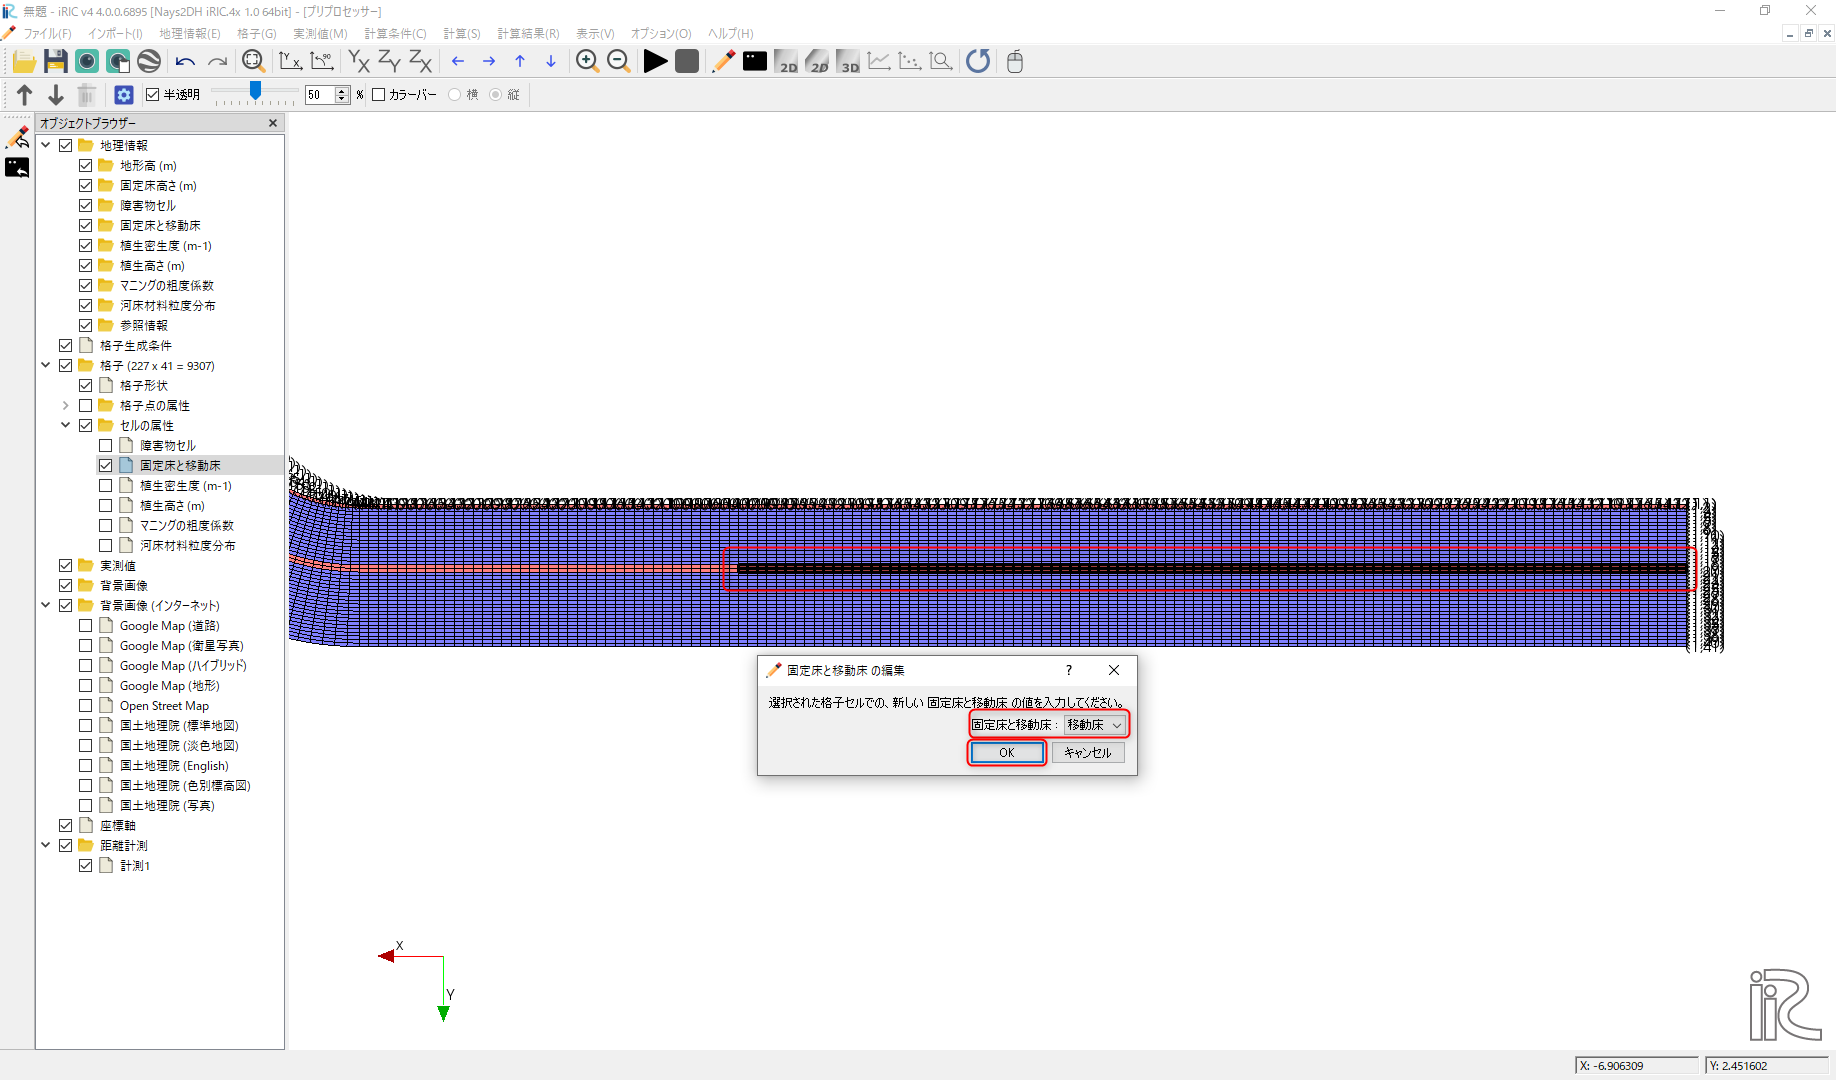 無題 - iRIC v4 4.0.0.6895 [Nays2DH iRIC.4x 1.0 64bit] - [プリプロセッサー]
ファイル(F) インポート(I) 地理情報(E) 格子(G) 実測値(M) 計算条件(C) 計算(S) 計算結果(R) 表示(V) オプション(O) ヘルプ(H)
半透明 50 % カラーバー 横 縦
オブジェクトブラウザー
地理情報
地形高 (m)
固定床高さ (m)
障害物セル
固定床と移動床
植生密生度 (m-1)
植生高さ (m)
マニングの粗度係数
河床材料粒度分布
参照情報
格子生成条件
格子 (227 x 41 = 9307)
格子形状
格子点の属性
セルの属性
障害物セル
固定床と移動床
植生密生度 (m-1)
植生高さ (m)
マニングの粗度係数
河床材料粒度分布
実測値
背景画像
背景画像 (インターネット)
Google Map (道路)
Google Map (衛星写真)
Google Map (ハイブリッド)
Google Map (地形)
Open Street Map
国土地理院 (標準地図)
国土地理院 (淡色地図)
国土地理院 (English)
国土地理院 (色別標高図)
国土地理院 (写真)
座標軸
距離計測
計測1
固定床と移動床 の編集
選択された格子セルでの、新しい 固定床と移動床 の値を入力してください。
固定床と移動床 : 移動床
OK キャンセル
X
Y
iRIC
X: -6.906309 Y: 2.451602